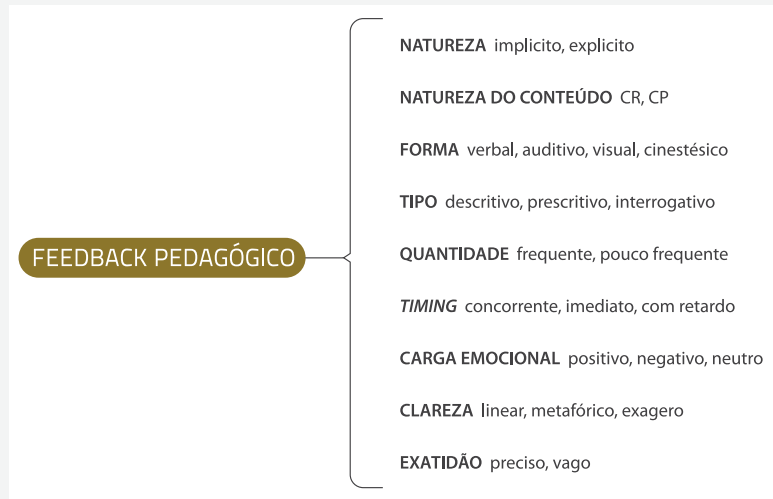 NATUREZA implicito, explicito
NATUREZA DO CONTEÚDO CR, CP
FORMA verbal, auditivo, visual, cinestésico
TIPO descritivo, prescritivo, interrogativo
FEEDBACK PEDAGÓGICO
QUANTIDADE frequente, pouco frequente
TIMING concorrente, imediato, com retardo
CARGA EMOCIONAL positivo, negativo, neutro
CLAREZA linear, metafórico, exagero
EXATIDÃO preciso, vago